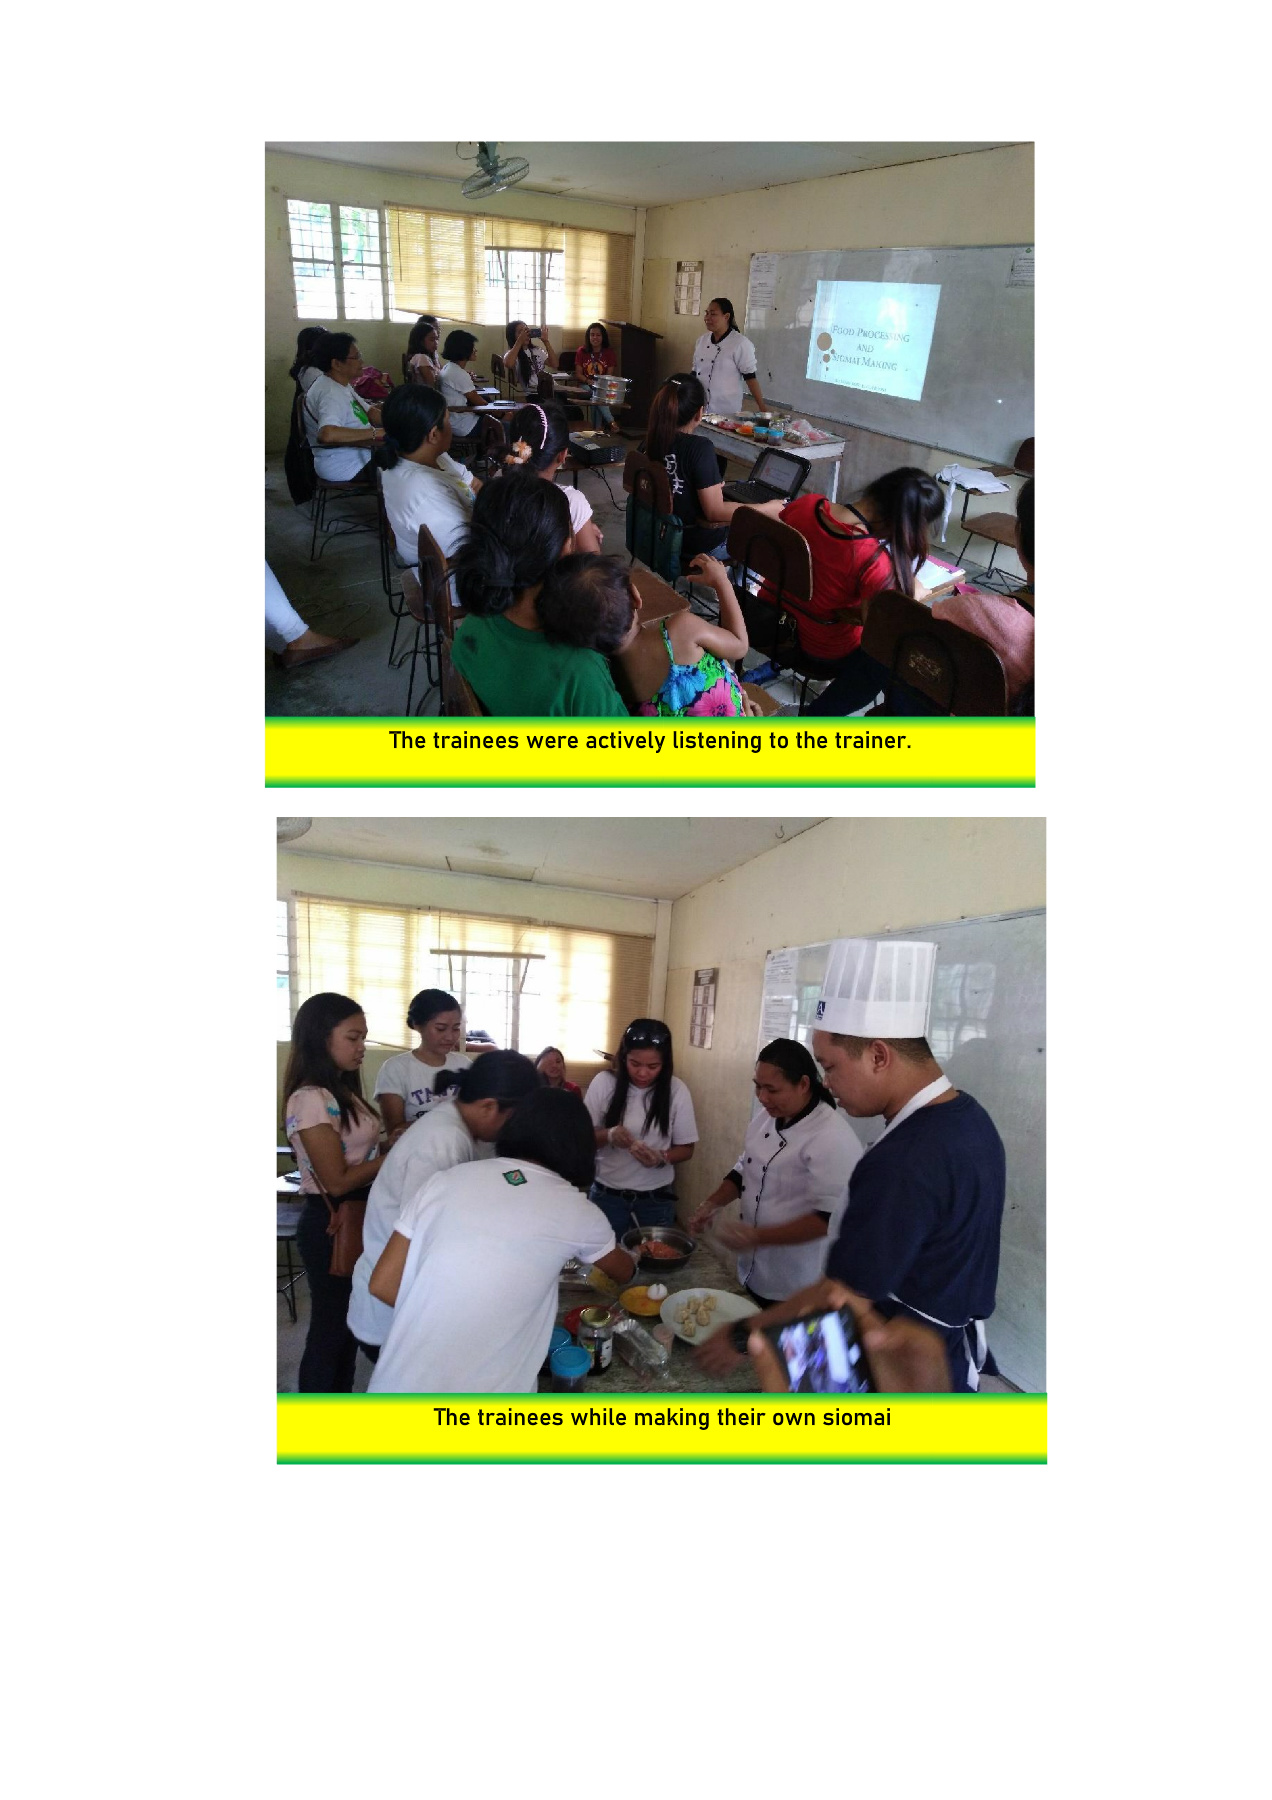 FOOD PROCESSING
AND
SIOMAI MAKING
The trainees were actively listening to the trainer.
The trainees while making their own siomai